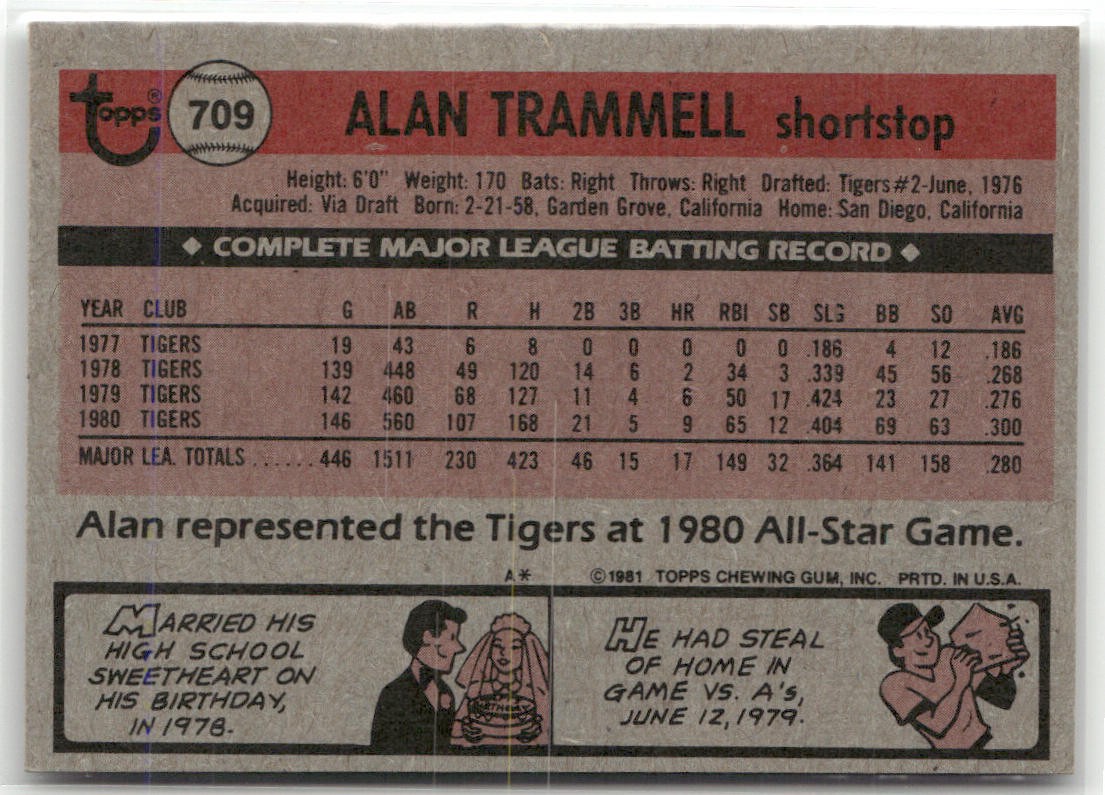 topps® 709 ALAN TRAMMELL shortstop
Height: 6'0" Weight: 170 Bats: Right Throws: Right Drafted: Tigers#2-June, 1976
Acquired: Via Draft Born: 2-21-58, Garden Grove, California Home: San Diego, California
◆ COMPLETE MAJOR LEAGUE BATTING RECORD ◆
YEAR CLUB G AB R H 2B 3B HR RBI SB SLG BB SO AVG
1977 TIGERS 19 43 6 8 0 0 0 0 0 .186 4 12 .186
1978 TIGERS 139 448 49 120 14 6 2 34 3 .339 45 56 .268
1979 TIGERS 142 460 68 127 11 4 6 50 17 .424 23 27 .276
1980 TIGERS 146 560 107 168 21 5 9 65 12 .404 69 63 .300
MAJOR LEA. TOTALS ...... 446 1511 230 423 46 15 17 149 32 .364 141 158 .280
Alan represented the Tigers at 1980 All-Star Game.
A* ©1981 TOPPS CHEWING GUM, INC. PRTD. IN U.S.A.
MARRIED HIS
HIGH SCHOOL
SWEETHEART ON
HIS BIRTHDAY,
IN 1978.
BIRTHDAY
HE HAD STEAL
OF HOME IN
GAME VS. A's,
JUNE 12, 1979.